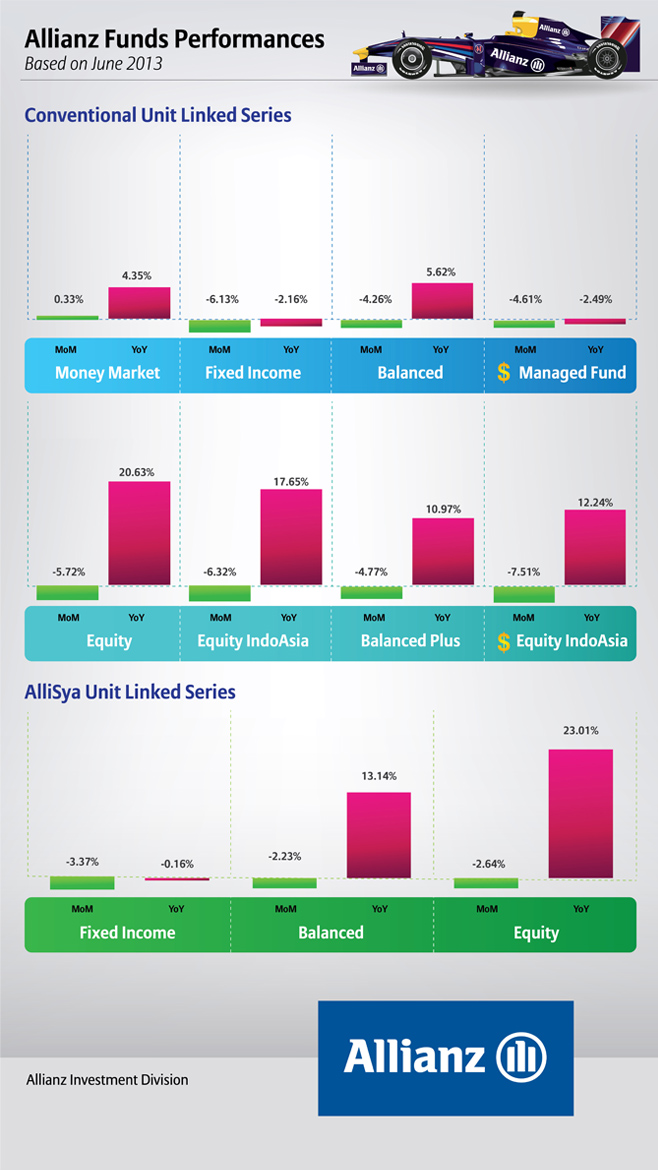 Allianz Funds Performances
Based on June 2013
Allianz
Allianz
Allianz
Conventional Unit Linked Series
0.33% 4.35% -6.13% -2.16% -4.26% 5.62% -4.61% -2.49%
MoM YoY MoM YoY MoM YoY MoM YoY
Money Market Fixed Income Balanced $ Managed Fund
-5.72% 20.63% -6.32% 17.65% -4.77% 10.97% -7.51% 12.24%
MoM YoY MoM YoY MoM YoY MoM YoY
Equity Equity IndoAsia Balanced Plus $ Equity IndoAsia
AlliSya Unit Linked Series
-3.37% -0.16% -2.23% 13.14% -2.64% 23.01%
MoM YoY MoM YoY MoM YoY
Fixed Income Balanced Equity
Allianz
Allianz Investment Division